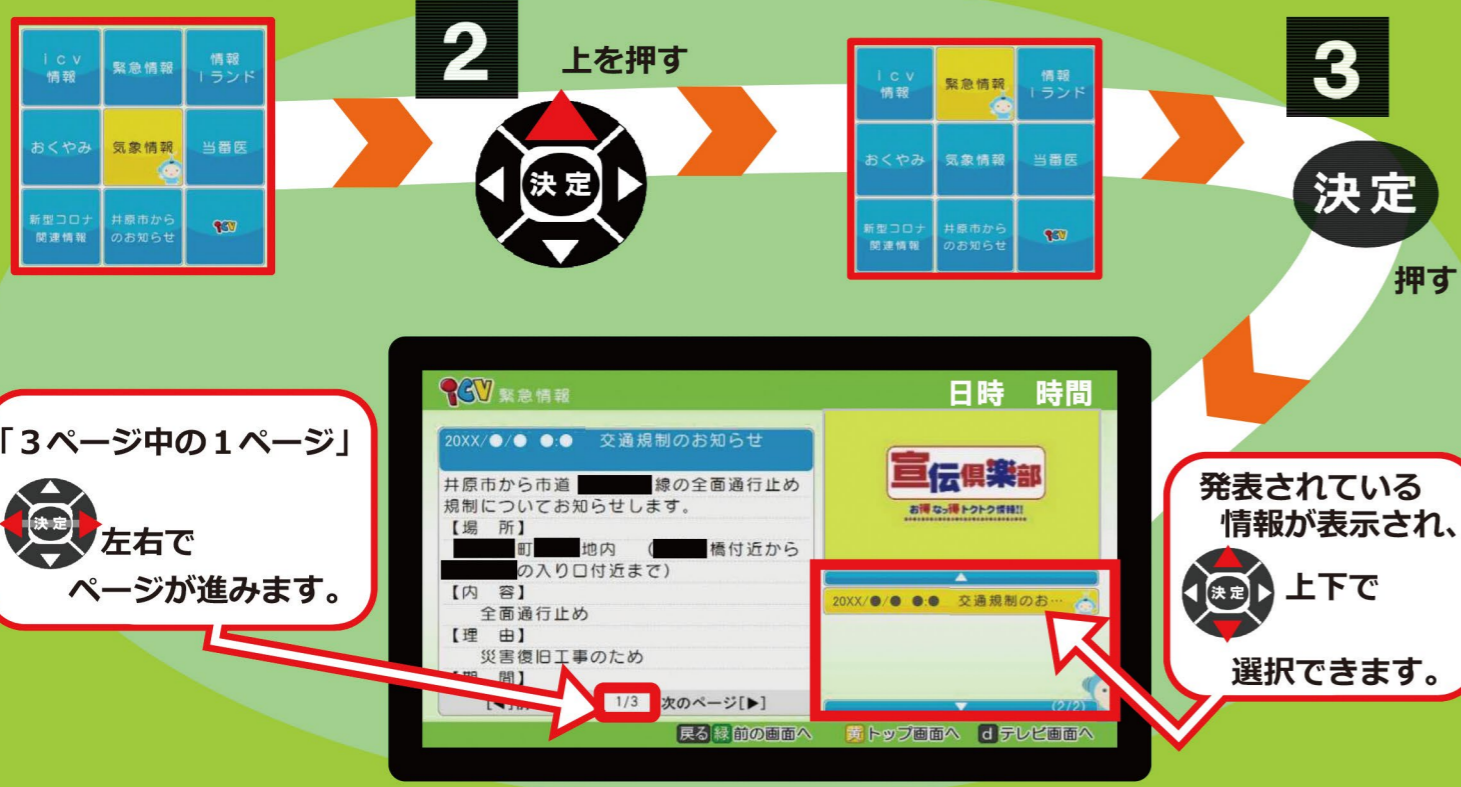 icv
情報
緊急情報
情報
Iランド
おくやみ
気象情報
当番医
新型コロナ
関連情報
井原市から
のお知らせ
icv
2
上を押す
決定
icv
情報
緊急情報
情報
Iランド
おくやみ
気象情報
当番医
新型コロナ
関連情報
井原市から
のお知らせ
icv
3
決定
押す
「３ページ中の１ページ」
決定
左右で
ページが進みます。
icv 緊急情報
日時 時間
20XX/●/● ●:● 交通規制のお知らせ
井原市から市道 線の全面通行止め
規制についてお知らせします。
【場 所】
町 地内 （ 橋付近から
の入り口付近まで）
【内 容】
全面通行止め
【理 由】
災害復旧工事のため
【期 間】
1/3 次のページ[▶]
宣伝倶楽部
お得なっ得トクトク情報!!
▲
20XX/●/● ●:● 交通規制のお…
▼ (2/2)
戻る 緑 前の画面へ 黄 トップ画面へ d テレビ画面へ
発表されている
情報が表示され、
決定
上下で
選択できます。